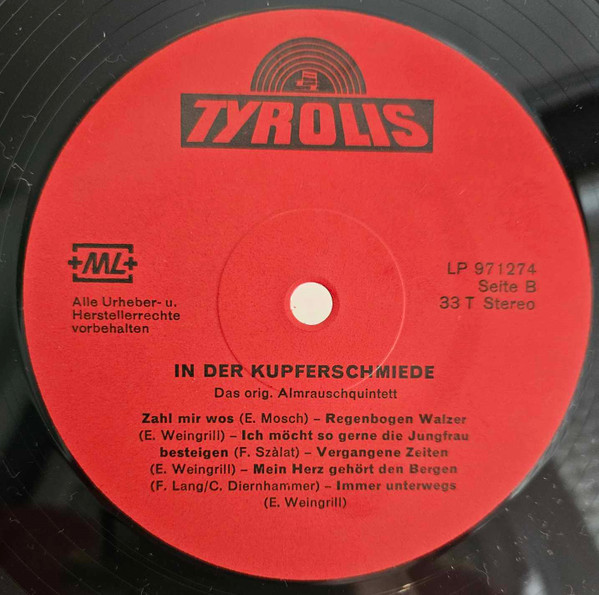 TYROLIS
+ML+
LP 971274
Seite B
33 T Stereo
Alle Urheber- u.
Herstellerrechte
vorbehalten
IN DER KUPFERSCHMIEDE
Das orig. Almrauschquintett
Zahl mir wos (E. Mosch) – Regenbogen Walzer
(E. Weingrill) – Ich möcht so gerne die Jungfrau
besteigen (F. Szàlat) – Vergangene Zeiten
(E. Weingrill) – Mein Herz gehört den Bergen
(F. Lang/C. Diernhammer) – Immer unterwegs
(E. Weingrill)